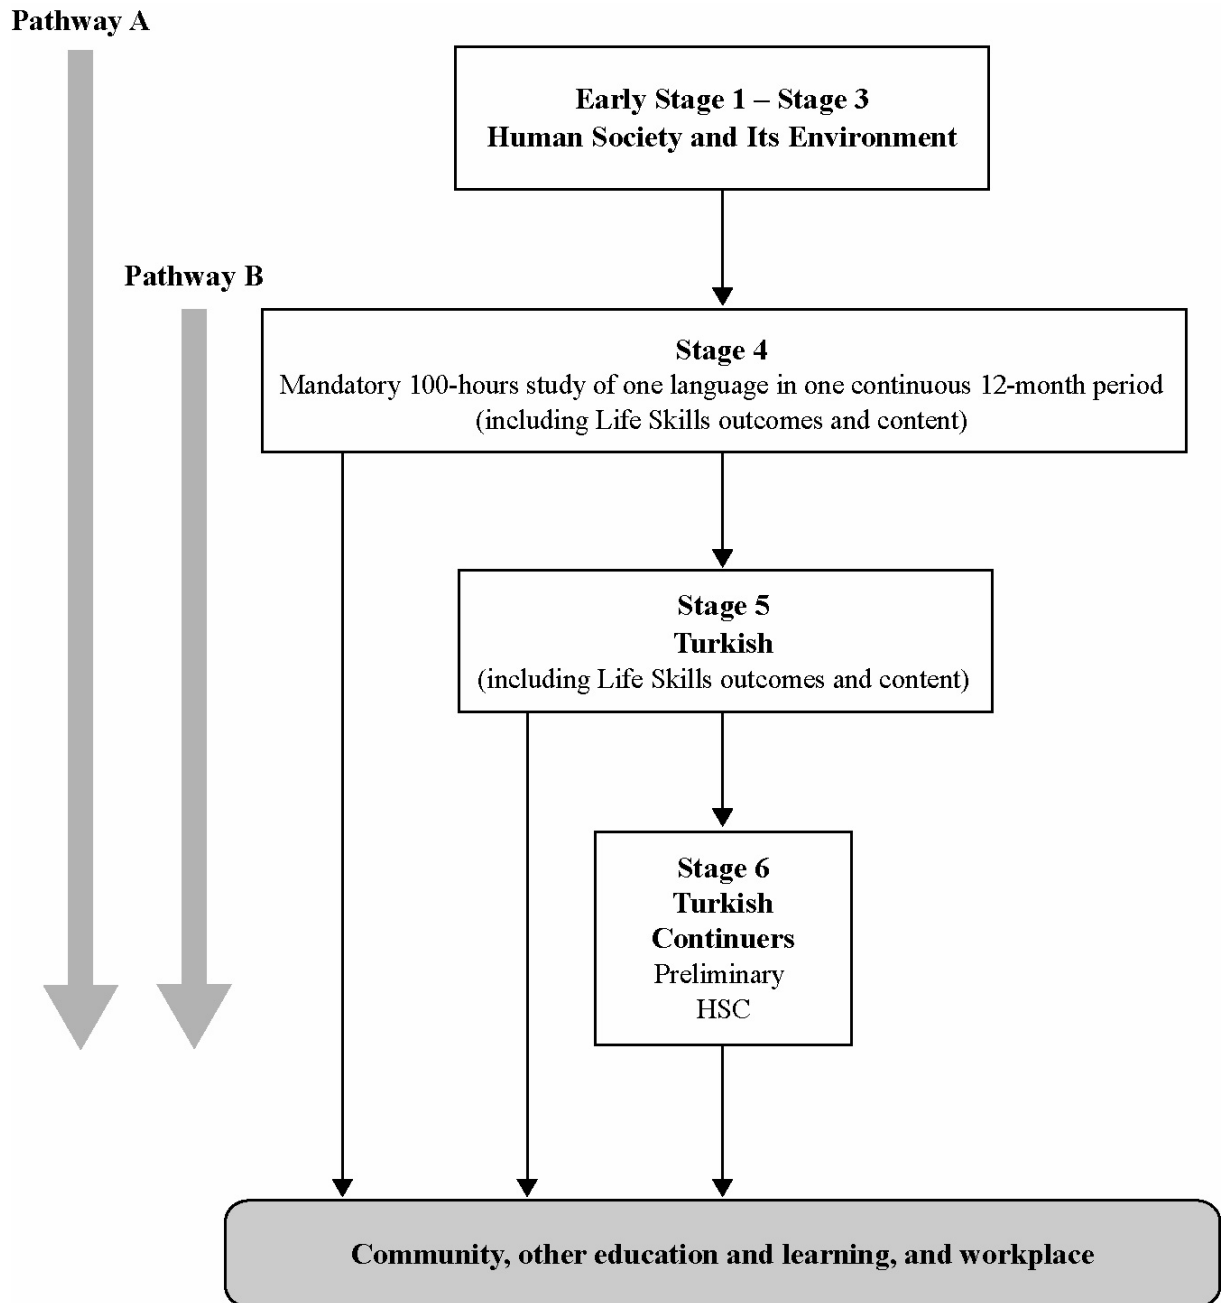 Pathway A
Early Stage 1 – Stage 3
Human Society and Its Environment
Pathway B
Stage 4
Mandatory 100-hours study of one language in one continuous 12-month period
(including Life Skills outcomes and content)
Stage 5
Turkish
(including Life Skills outcomes and content)
Stage 6
Turkish
Continuers
Preliminary
HSC
Community, other education and learning, and workplace